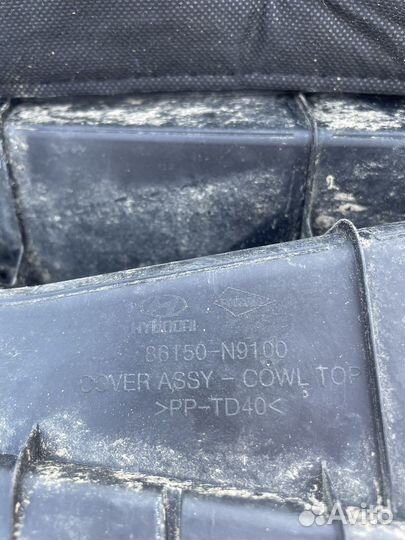 HYUNDAI
86150-N9100
COVER ASSY - COWL TOP
>PP-TD40<
Avito